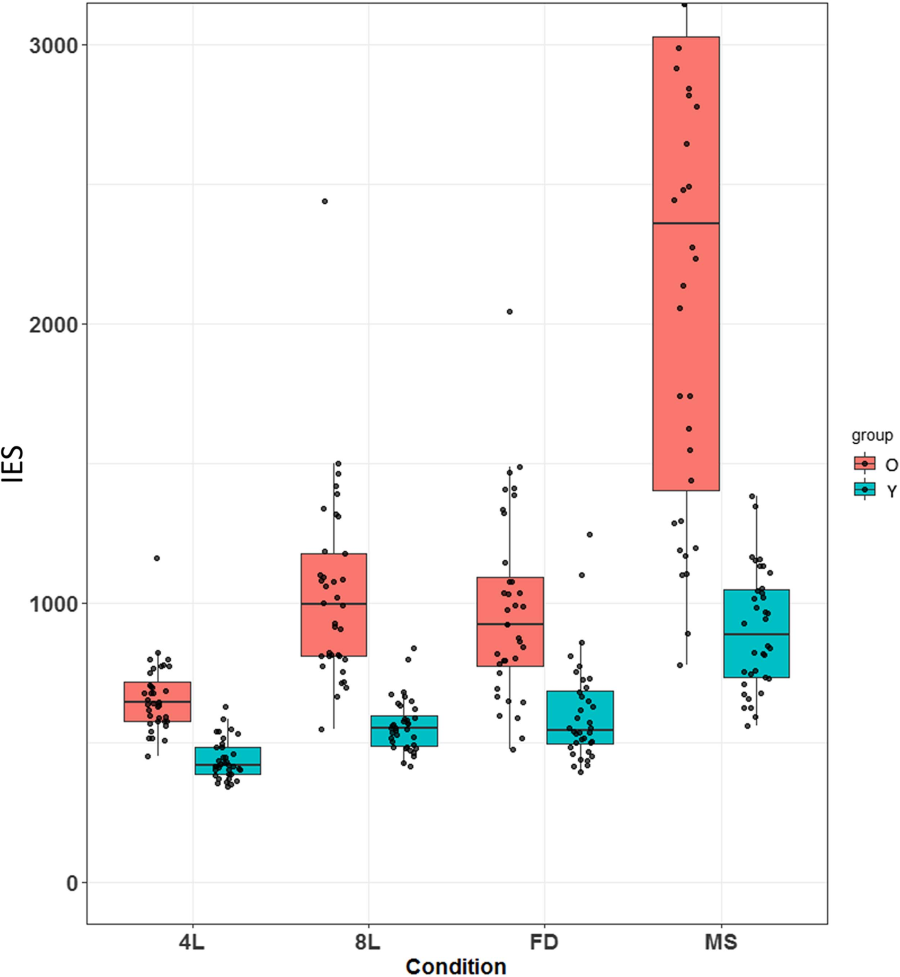 3000
2000
1000
0
IES
4L 8L FD MS
Condition
group
O
Y